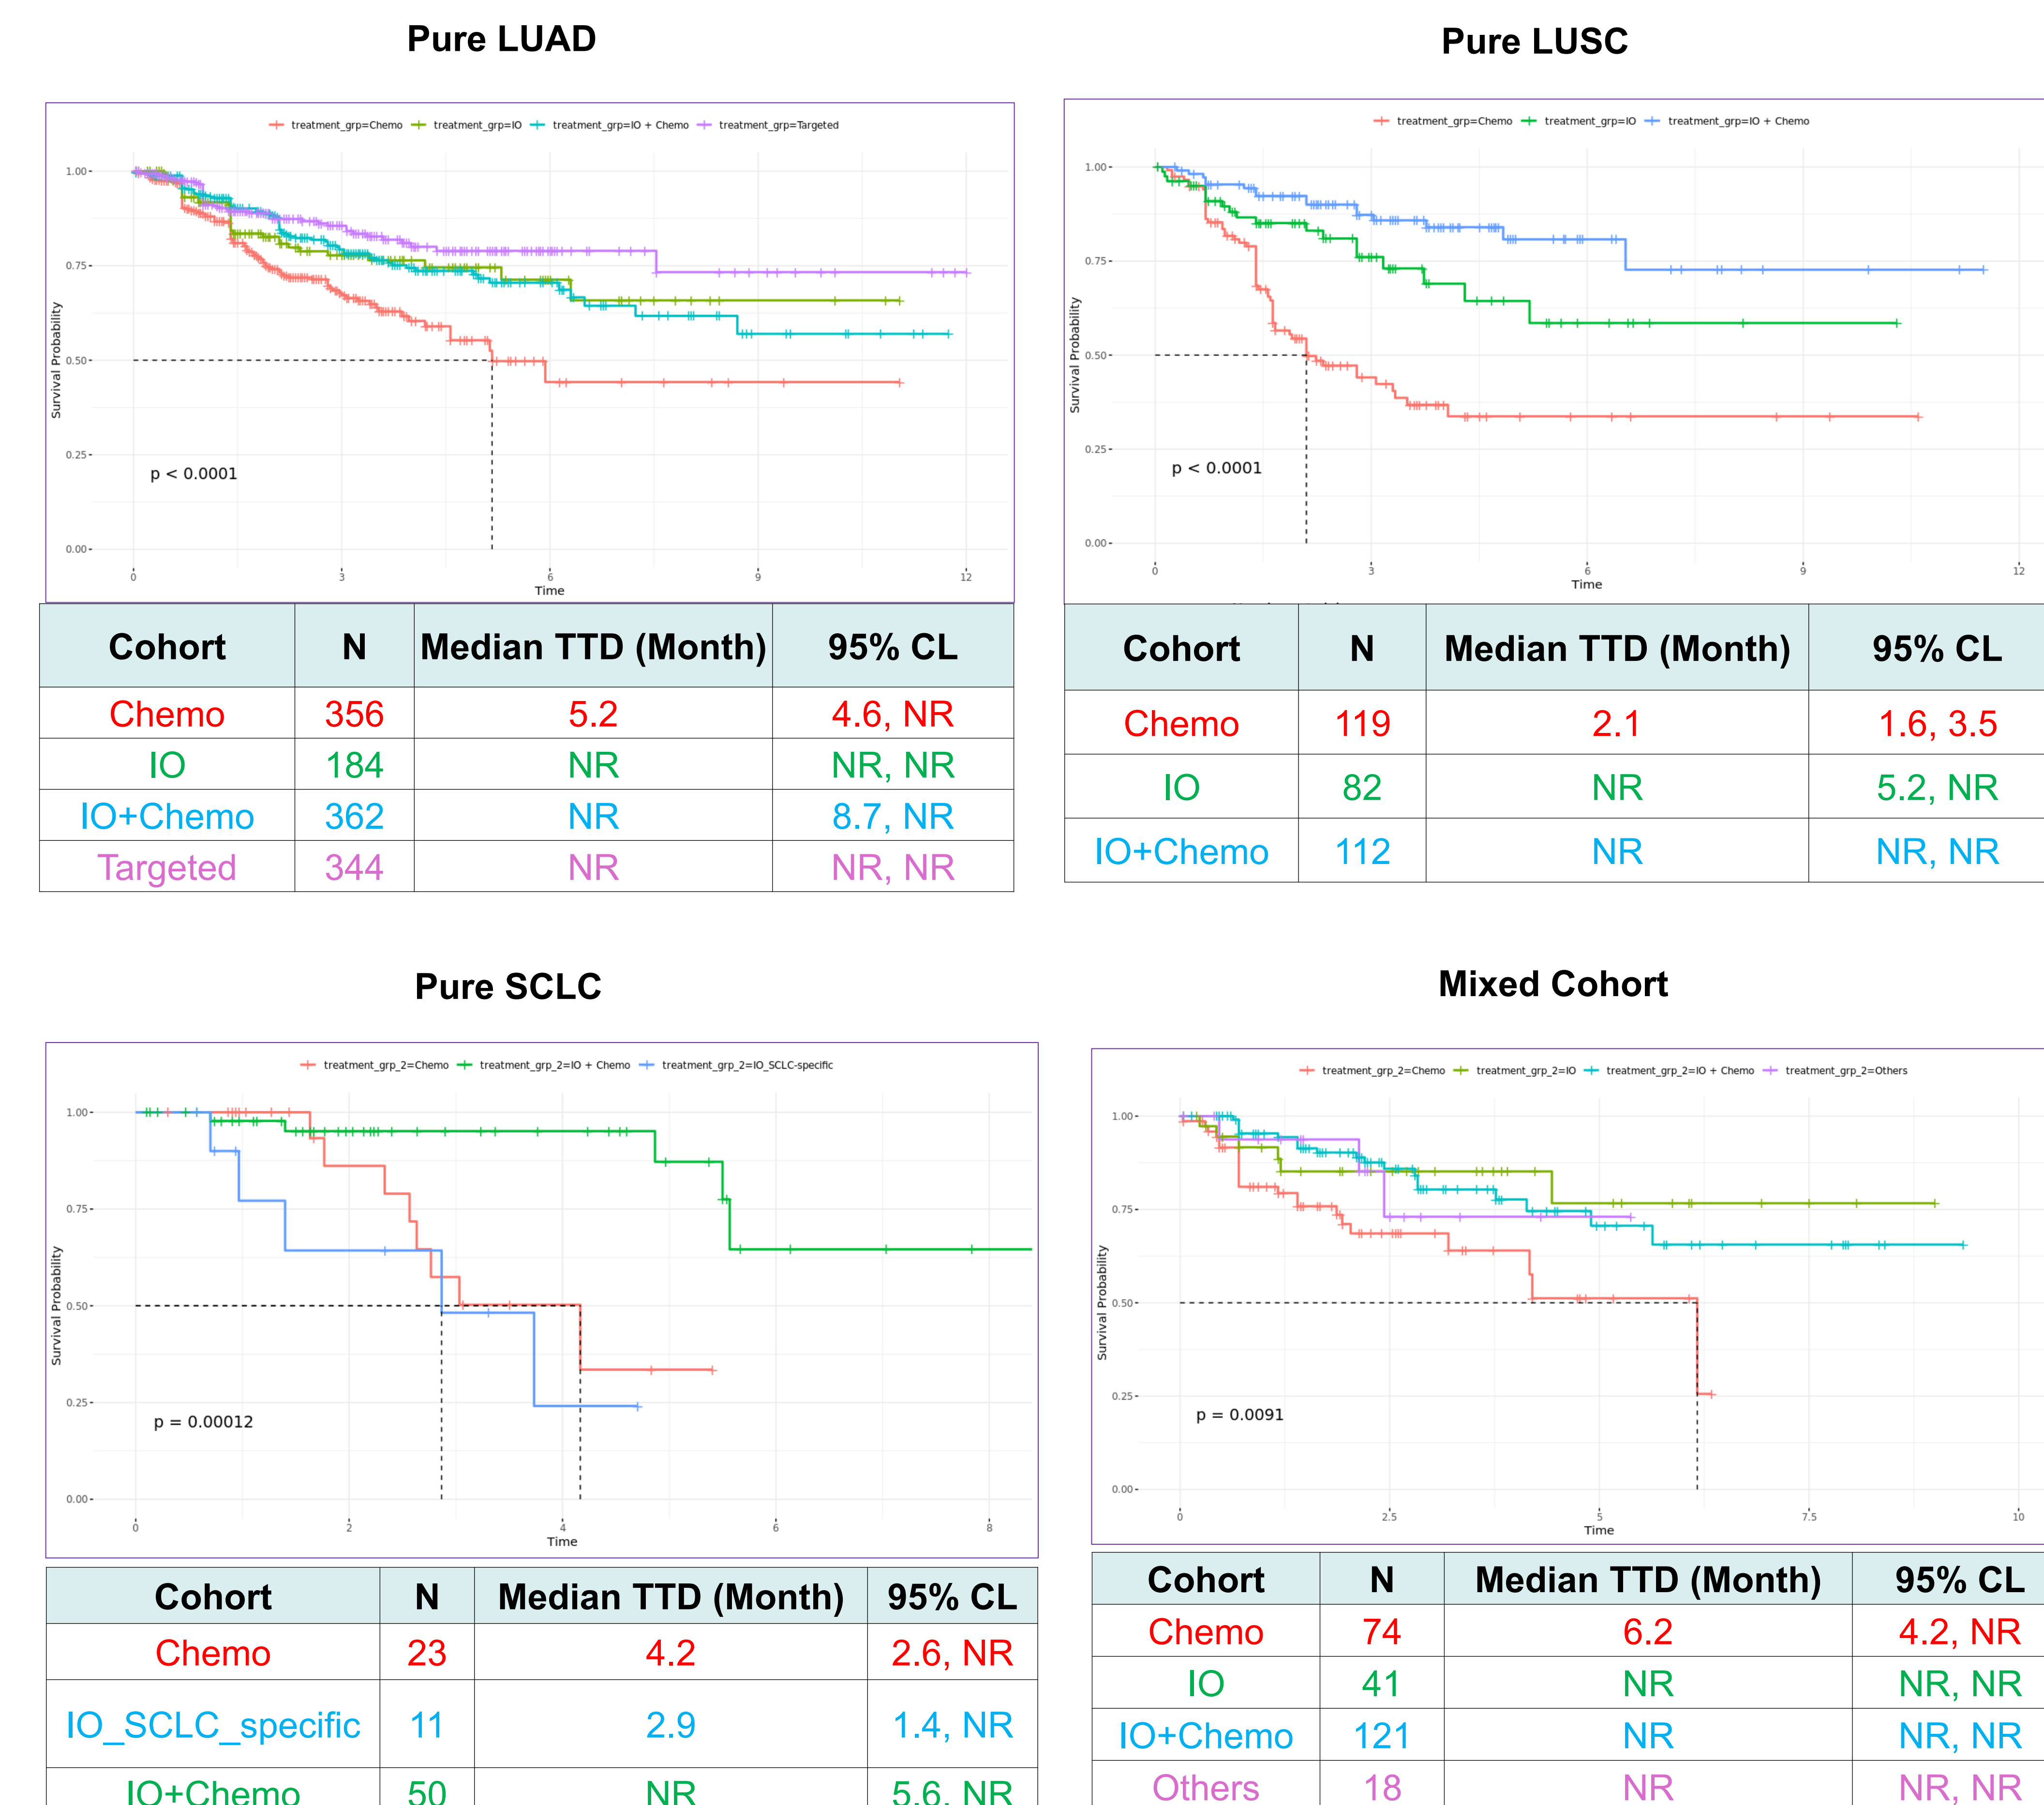 Pure LUAD
treatment_grp=Chemo treatment_grp=IO treatment_grp=IO + Chemo treatment_grp=Targeted
Survival Probability
1.00
0.75
0.50
0.25
0.00
p < 0.0001
0 3 6 9 12
Time
Cohort N Median TTD (Month) 95% CL
Chemo 356 5.2 4.6, NR
IO 184 NR NR, NR
IO+Chemo 362 NR 8.7, NR
Targeted 344 NR NR, NR
Pure LUSC
treatment_grp=Chemo treatment_grp=IO treatment_grp=IO + Chemo
Survival Probability
1.00
0.75
0.50
0.25
0.00
p < 0.0001
0 3 6 9 12
Time
Cohort N Median TTD (Month) 95% CL
Chemo 119 2.1 1.6, 3.5
IO 82 NR 5.2, NR
IO+Chemo 112 NR NR, NR
Pure SCLC
treatment_grp_2=Chemo treatment_grp_2=IO + Chemo treatment_grp_2=IO_SCLC-specific
Survival Probability
1.00
0.75
0.50
0.25
0.00
p = 0.00012
0 2 4 6 8
Time
Cohort N Median TTD (Month) 95% CL
Chemo 23 4.2 2.6, NR
IO_SCLC_specific 11 2.9 1.4, NR
IO+Chemo 50 NR 5.6, NR
Mixed Cohort
treatment_grp_2=Chemo treatment_grp_2=IO treatment_grp_2=IO + Chemo treatment_grp_2=Others
Survival Probability
1.00
0.75
0.50
0.25
0.00
p = 0.0091
0 2.5 5 7.5 10
Time
Cohort N Median TTD (Month) 95% CL
Chemo 74 6.2 4.2, NR
IO 41 NR NR, NR
IO+Chemo 121 NR NR, NR
Others 18 NR NR, NR